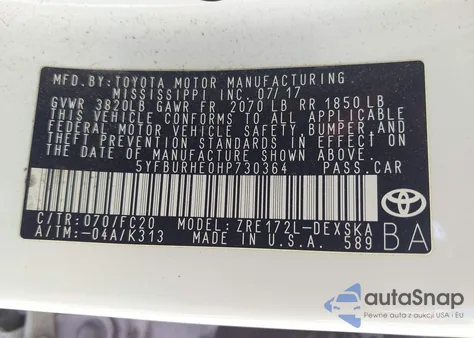 MFD. BY: TOYOTA MOTOR MANUFACTURING
MISSISSIPPI INC. 07/17
GVWR 3820LB GAWR FR 2070 LB RR 1850 LB
THIS VEHICLE CONFORMS TO ALL APPLICABLE
FEDERAL MOTOR VEHICLE SAFETY, BUMPER, AND
THEFT PREVENTION STANDARDS IN EFFECT ON
THE DATE OF MANUFACTURE SHOWN ABOVE.
5YFBURHE0HP730364 PASS. CAR
C/TR: 070/FC20 MODEL: ZRE172L-DEXSKA
A/TM: -04A/K313 MADE IN U.S.A. 589
BA
autoSnap
Pewne auta z aukcji USA i EU